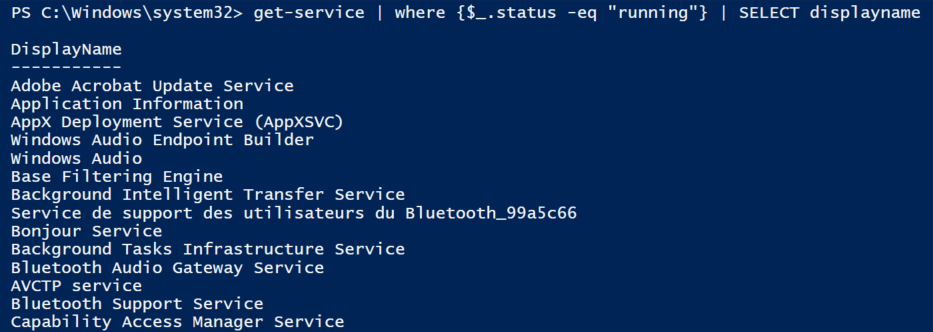 PS C:\Windows\system32> get-service | where {$_.status -eq "running"} | SELECT displayname
DisplayName
-----------
Adobe Acrobat Update Service
Application Information
AppX Deployment Service (AppXSVC)
Windows Audio Endpoint Builder
Windows Audio
Base Filtering Engine
Background Intelligent Transfer Service
Service de support des utilisateurs du Bluetooth_99a5c66
Bonjour Service
Background Tasks Infrastructure Service
Bluetooth Audio Gateway Service
AVCTP service
Bluetooth Support Service
Capability Access Manager Service